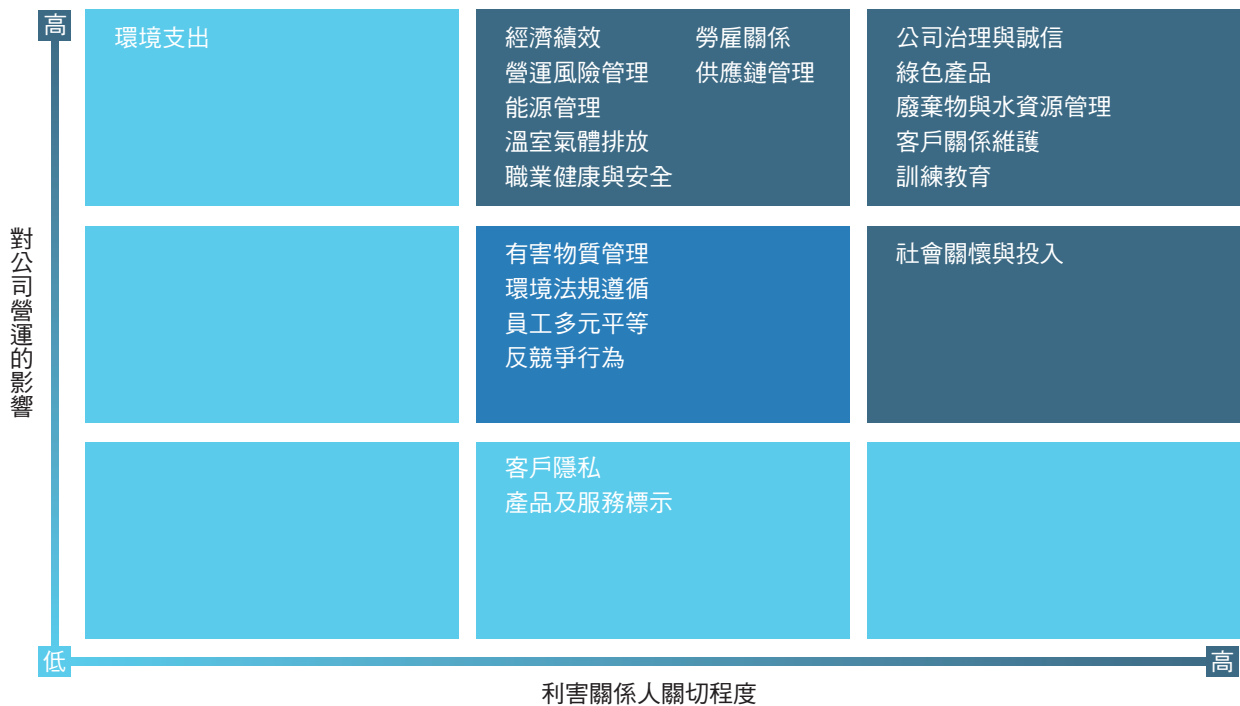 高
對公司營運的影響
環境支出
經濟績效
營運風險管理
能源管理
溫室氣體排放
職業健康與安全
勞雇關係
供應鏈管理
公司治理與誠信
綠色產品
廢棄物與水資源管理
客戶關係維護
訓練教育
有害物質管理
環境法規遵循
員工多元平等
反競爭行為
社會關懷與投入
客戶隱私
產品及服務標示
低
高
利害關係人關切程度